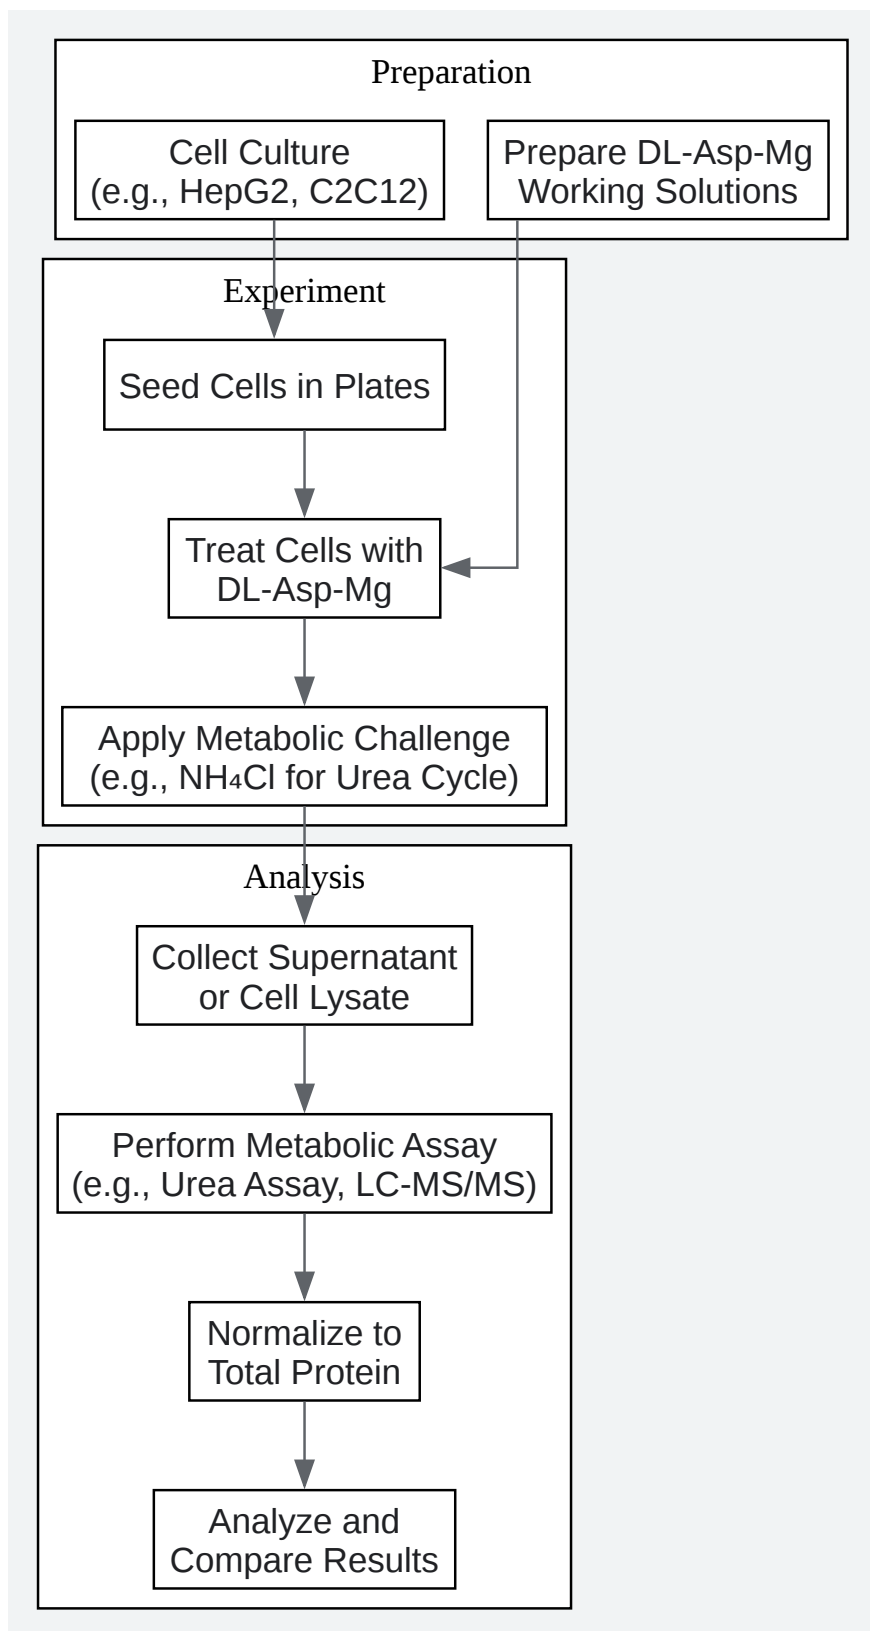 Preparation
Cell Culture
(e.g., HepG2, C2C12)
Prepare DL-Asp-Mg
Working Solutions
Experiment
Seed Cells in Plates
Treat Cells with
DL-Asp-Mg
Apply Metabolic Challenge
(e.g., NH₄Cl for Urea Cycle)
Analysis
Collect Supernatant
or Cell Lysate
Perform Metabolic Assay
(e.g., Urea Assay, LC-MS/MS)
Normalize to
Total Protein
Analyze and
Compare Results